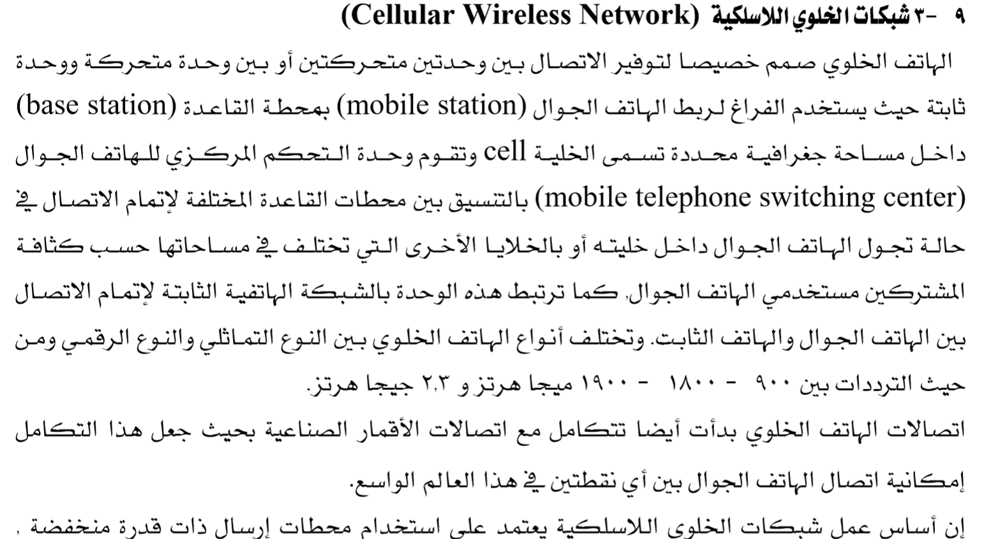 ٩ -٣ شبكات الخلوي اللاسلكية (Cellular Wireless Network)
الهاتف الخلوي صمم خصيصا لتوفير الاتصال بين وحدتين متحركتين أو بين وحدة متحركة ووحدة
ثابتة حيث يستخدم الفراغ لربط الهاتف الجوال (mobile station) بمحطة القاعدة (base station)
داخل مساحة جغرافية محددة تسمى الخلية cell وتقوم وحدة التحكم المركزي للهاتف الجوال
(mobile telephone switching center) بالتنسيق بين محطات القاعدة المختلفة لإتمام الاتصال في
حالة تجول الهاتف الجوال داخل خليته أو بالخلايا الأخرى التي تختلف في مساحاتها حسب كثافة
المشتركين مستخدمي الهاتف الجوال. كما ترتبط هذه الوحدة بالشبكة الهاتفية الثابتة لإتمام الاتصال
بين الهاتف الجوال والهاتف الثابت. وتختلف أنواع الهاتف الخلوي بين النوع التماثلي والنوع الرقمي ومن
حيث الترددات بين ٩٠٠ - ١٨٠٠ - ١٩٠٠ ميجا هرتز و ٢,٣ جيجا هرتز.
اتصالات الهاتف الخلوي بدأت أيضا تتكامل مع اتصالات الأقمار الصناعية بحيث جعل هذا التكامل
إمكانية اتصال الهاتف الجوال بين أي نقطتين في هذا العالم الواسع.
إن أساس عمل شبكات الخلوي اللاسلكية يعتمد على استخدام محطات إرسال ذات قدرة منخفضة ,